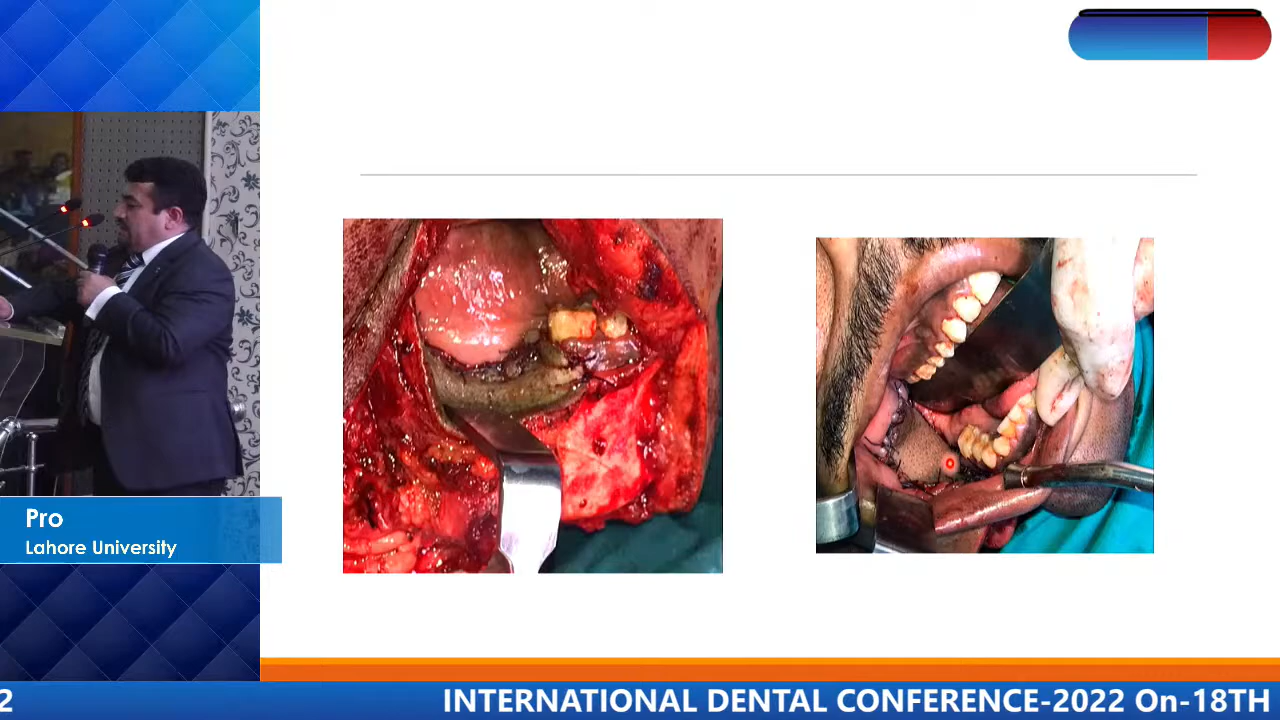 Pro
Lahore University
2
INTERNATIONAL DENTAL CONFERENCE-2022 On-18TH